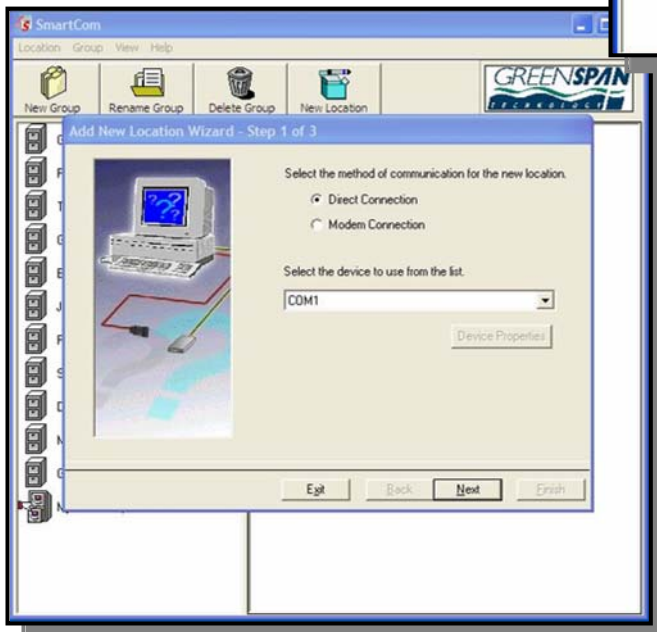 SmartCom
Location Group View Help
New Group Rename Group Delete Group New Location
GREENSPAN
TECHNOLOGY
Add New Location Wizard - Step 1 of 3
Select the method of communication for the new location.
Direct Connection
Modem Connection
Select the device to use from the list.
COM1
Device Properties
Exit Back Next Finish